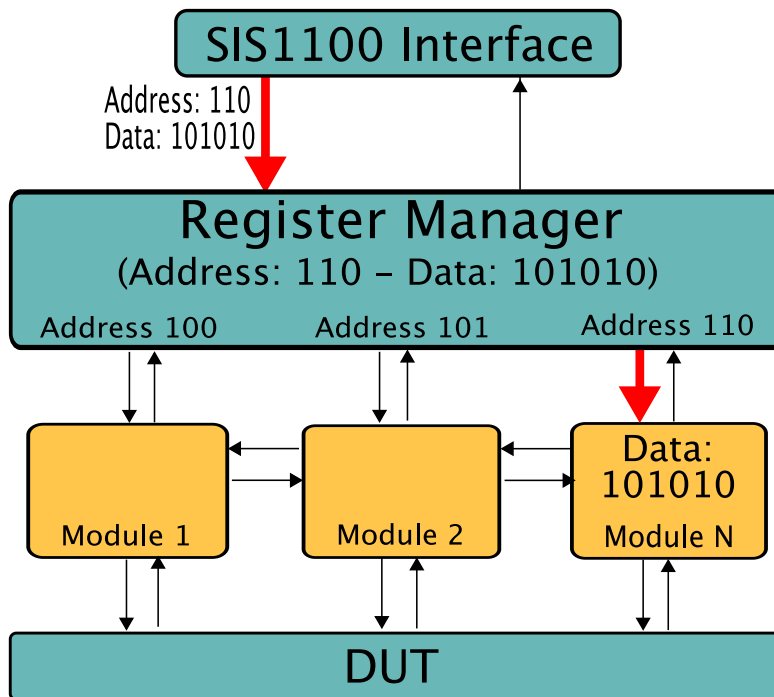 SIS1100 Interface
Address: 110
Data: 101010
Register Manager
(Address: 110 – Data: 101010)
Address 100
Address 101
Address 110
Data:
101010
Module 1
Module 2
Module N
DUT